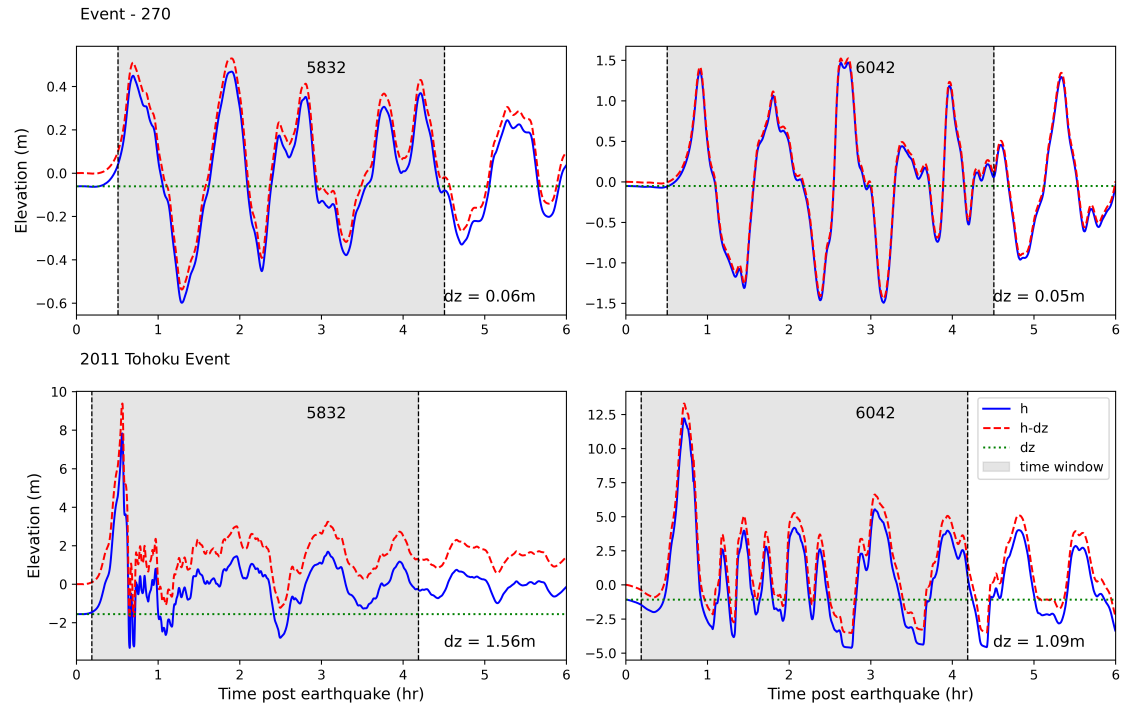 Event - 270
Elevation (m)
0.4
0.2
0.0
−0.2
−0.4
−0.6
5832
dz = 0.06m
0 1 2 3 4 5 6
1.5
1.0
0.5
0.0
−0.5
−1.0
−1.5
6042
dz = 0.05m
0 1 2 3 4 5 6
2011 Tohoku Event
Elevation (m)
10
8
6
4
2
0
−2
5832
dz = 1.56m
0 1 2 3 4 5 6
Time post earthquake (hr)
12.5
10.0
7.5
5.0
2.5
0.0
−2.5
−5.0
6042
h
h-dz
dz
time window
dz = 1.09m
0 1 2 3 4 5 6
Time post earthquake (hr)